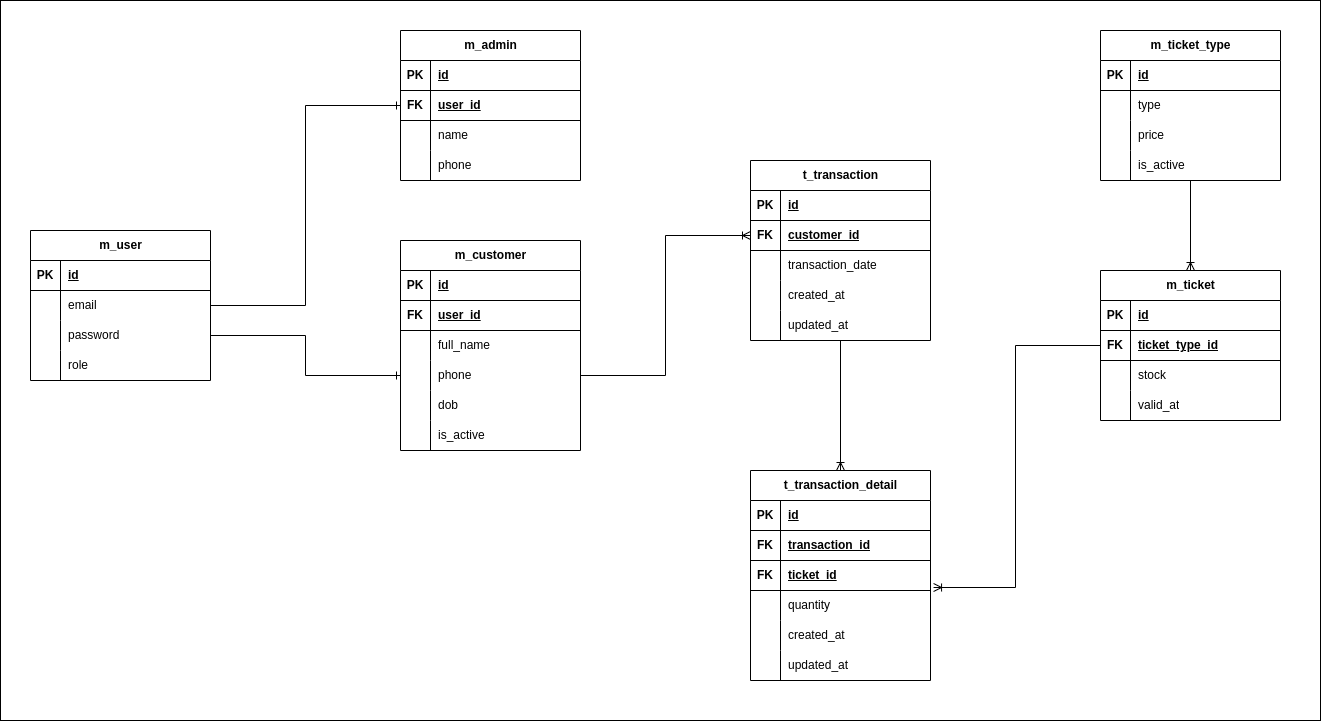 m_admin
PK id
FK user_id
name
phone
m_ticket_type
PK id
type
price
is_active
t_transaction
PK id
FK customer_id
transaction_date
created_at
updated_at
m_user
PK id
email
password
role
m_customer
PK id
FK user_id
full_name
phone
dob
is_active
m_ticket
PK id
FK ticket_type_id
stock
valid_at
t_transaction_detail
PK id
FK transaction_id
FK ticket_id
quantity
created_at
updated_at